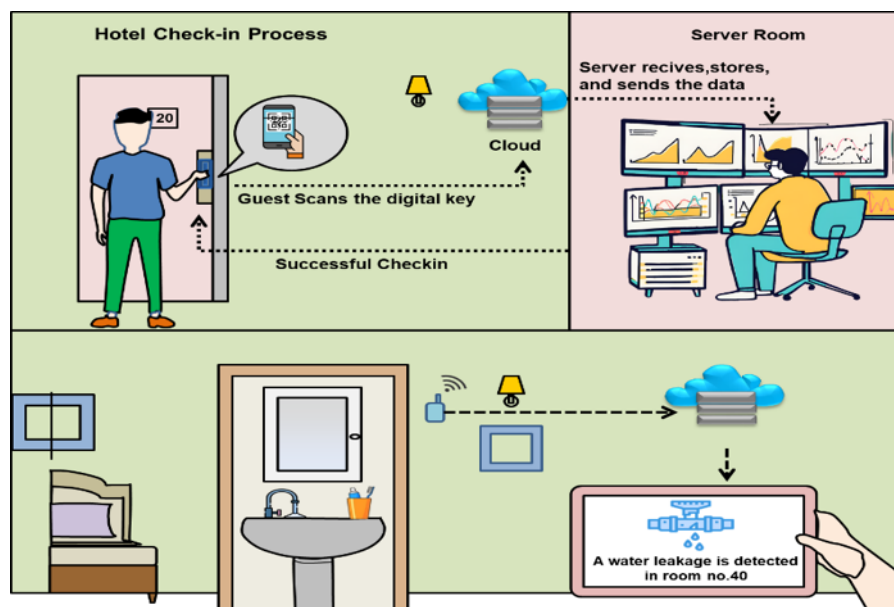 Hotel Check-in Process
Server Room
20
Server recives,stores,
and sends the data
Cloud
Guest Scans the digital key
Successful Checkin
A water leakage is detected
in room no.40